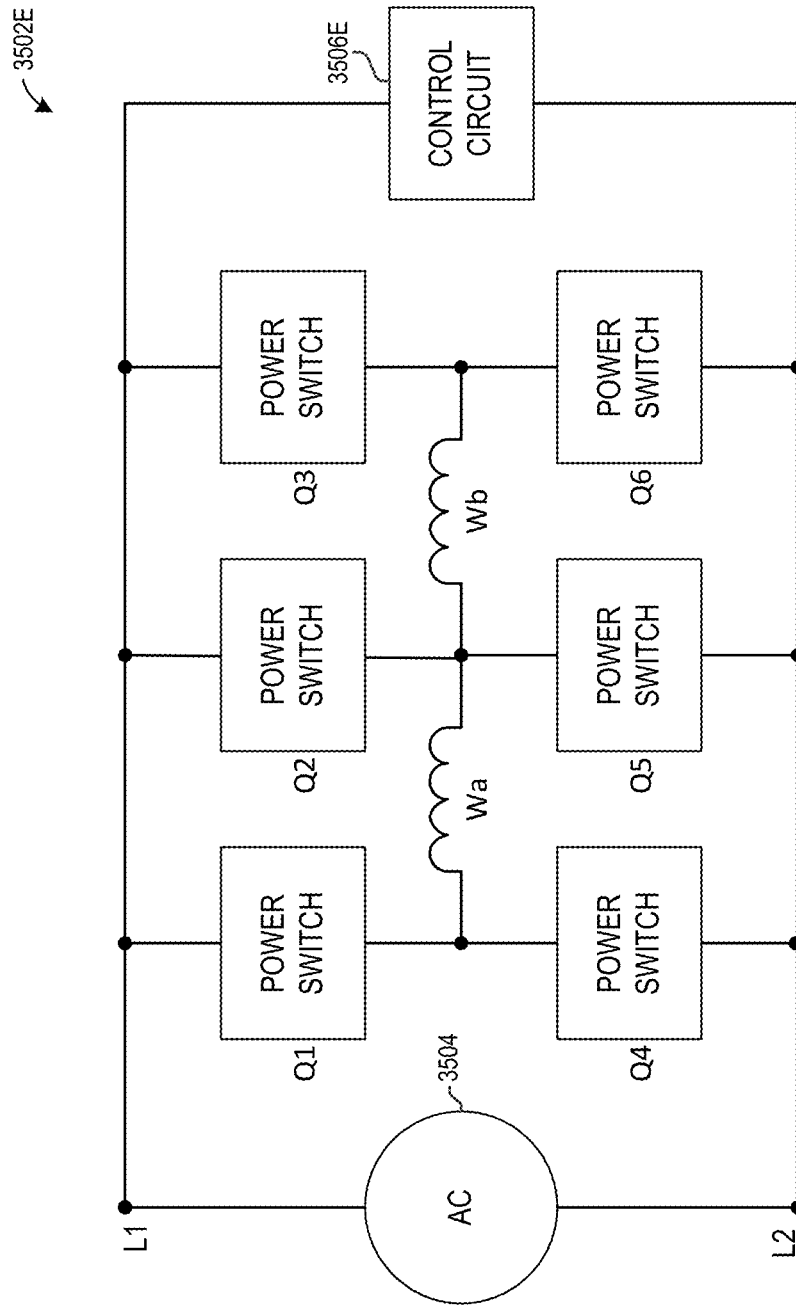 3502E
L1
Q1
POWER
SWITCH
Q2
POWER
SWITCH
Q3
POWER
SWITCH
3506E
CONTROL
CIRCUIT
3504
AC
Wa
Wb
Q4
POWER
SWITCH
Q5
POWER
SWITCH
Q6
POWER
SWITCH
L2